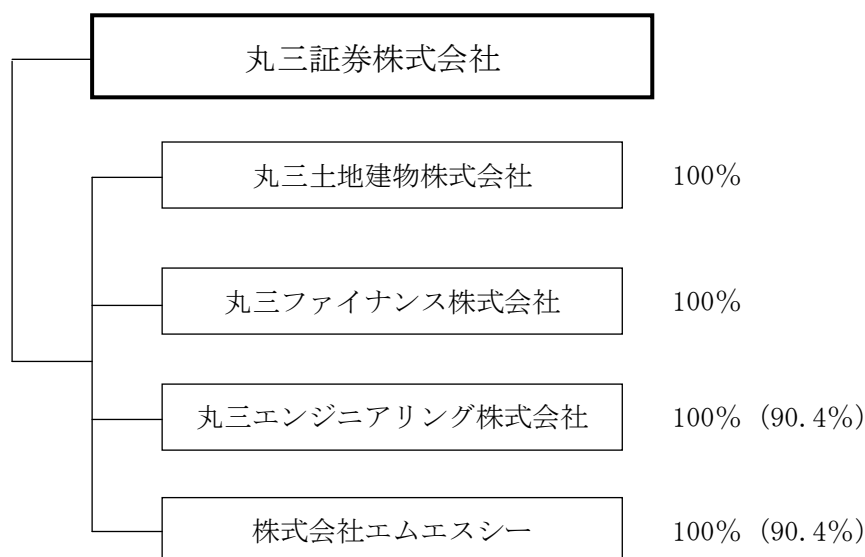 丸三証券株式会社
丸三土地建物株式会社 100%
丸三ファイナンス株式会社 100%
丸三エンジニアリング株式会社 100% (90.4%)
株式会社エムエスシー 100% (90.4%)